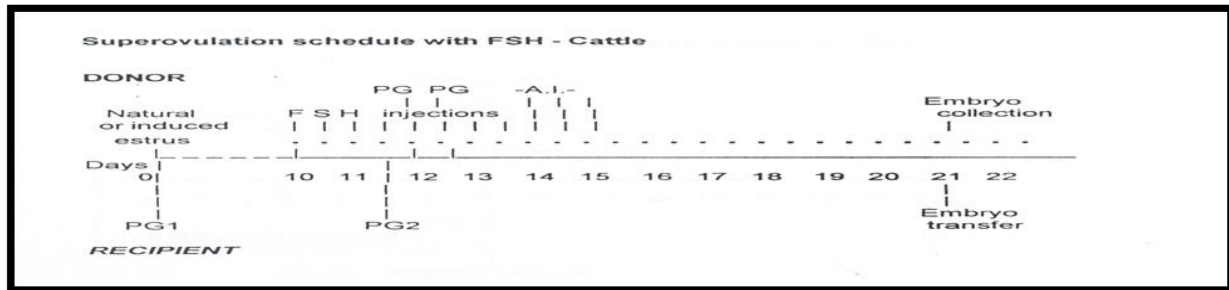 Superovulation schedule with FSH - Cattle
DONOR
PG PG -A.I.-
Natural F S H injections Embryo
or induced collection
estrus
Days
0 10 11 12 13 14 15 16 17 18 19 20 21 22
PG1 PG2 Embryo
transfer
RECIPIENT